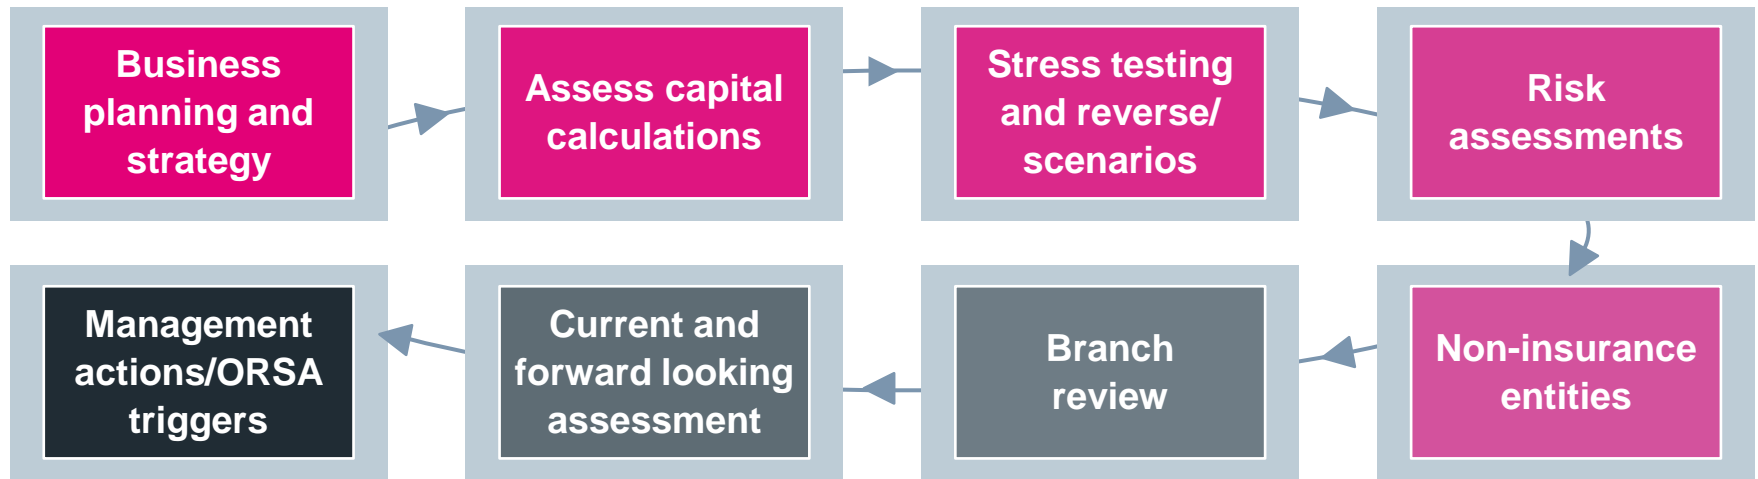 Business
planning and
strategy
Assess capital
calculations
Stress testing
and reverse/
scenarios
Risk
assessments
Non-insurance
entities
Branch
review
Current and
forward looking
assessment
Management
actions/ORSA
triggers